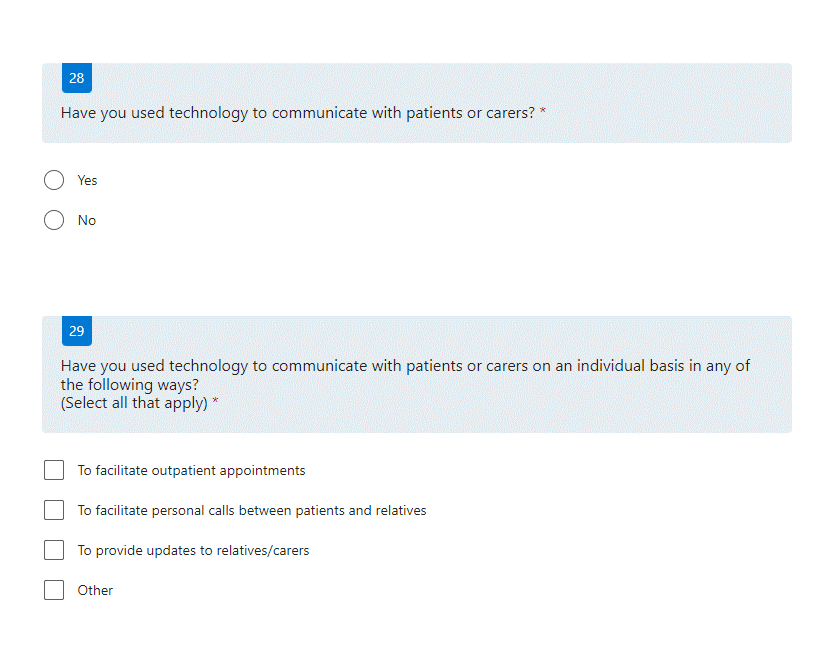 28
Have you used technology to communicate with patients or carers? *
Yes
No
29
Have you used technology to communicate with patients or carers on an individual basis in any of
the following ways?
(Select all that apply) *
To facilitate outpatient appointments
To facilitate personal calls between patients and relatives
To provide updates to relatives/carers
Other